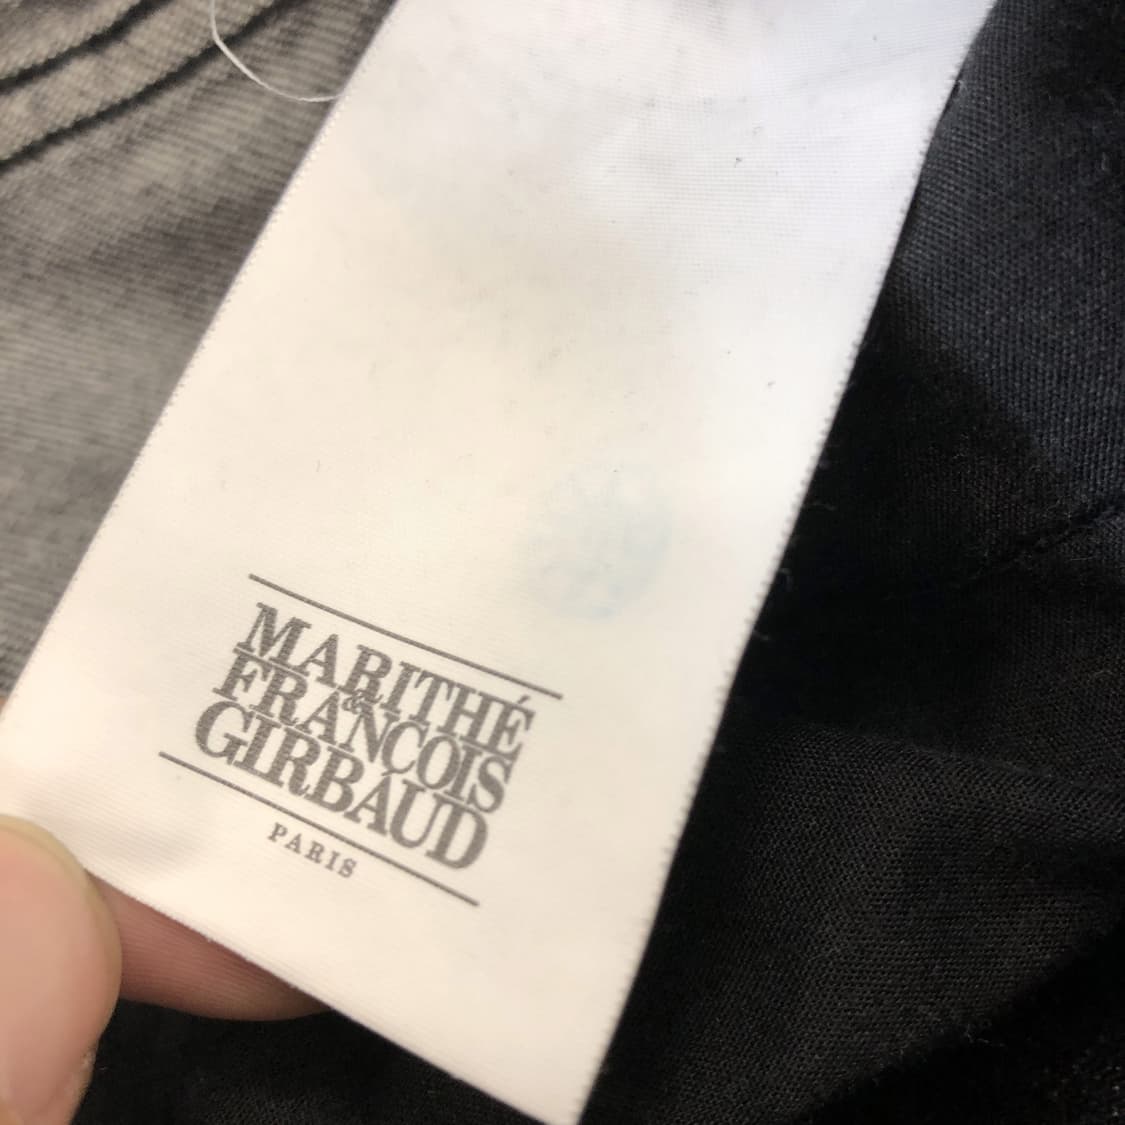 MARITHÉ
&
FRANÇOIS
GIRBAUD
PARIS